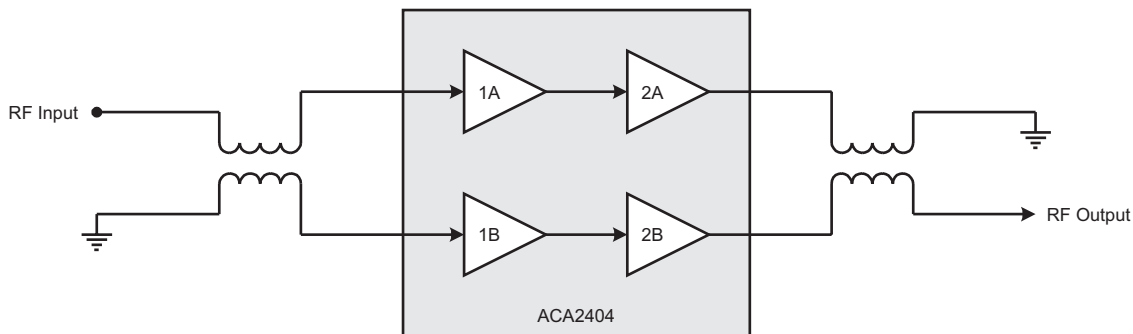 1A
2A
RF Input
1B
2B
RF Output
ACA2404